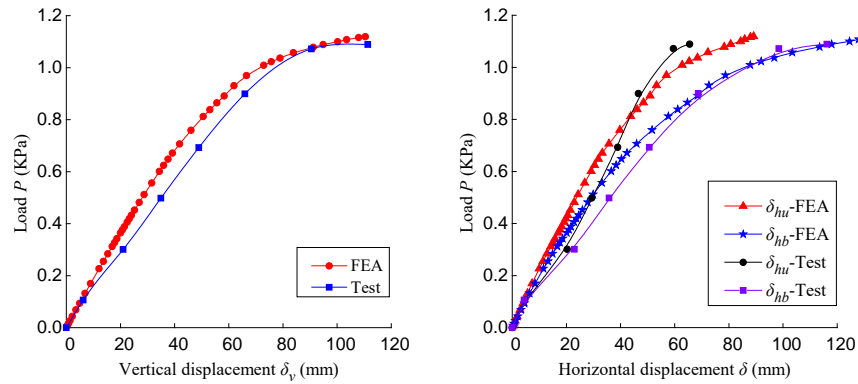 1.2
1.0
0.8
0.6
0.4
0.2
0.0
Load P (KPa)
FEA
Test
0 20 40 60 80 100 120
Vertical displacement δv (mm)
1.2
1.0
0.8
0.6
0.4
0.2
0.0
Load P (KPa)
δhu-FEA
δhb-FEA
δhu-Test
δhb-Test
0 20 40 60 80 100 120
Horizontal displacement δ (mm)